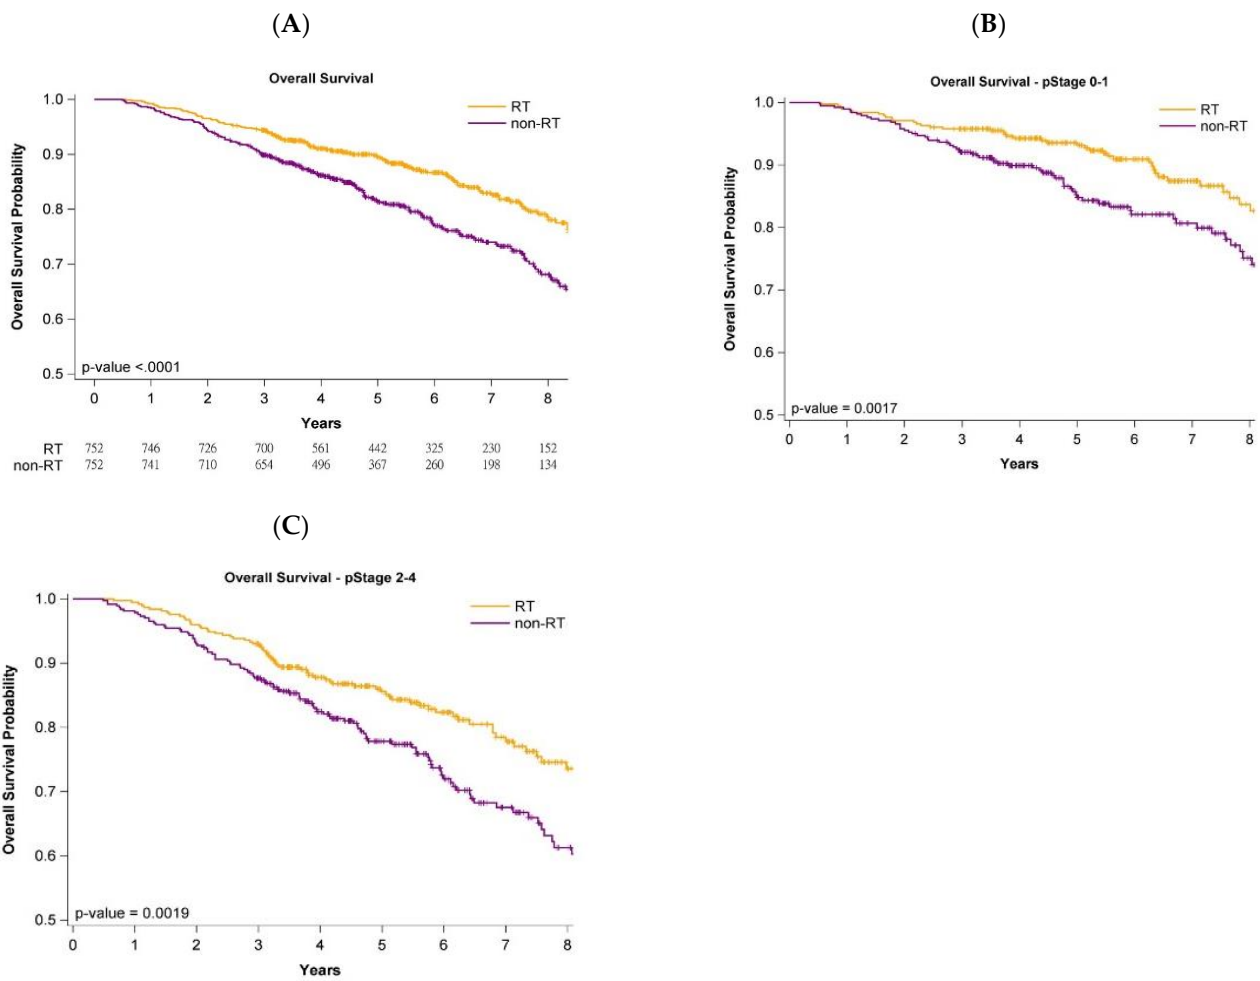 (A)
Overall Survival
RT
non-RT
Overall Survival Probability
1.0
0.9
0.8
0.7
0.6
0.5
p-value <.0001
0 1 2 3 4 5 6 7 8
Years
RT 752 746 726 700 561 442 325 230 152
non-RT 752 741 710 654 496 367 260 198 134
(B)
Overall Survival - pStage 0-1
RT
non-RT
Overall Survival Probability
1.0
0.9
0.8
0.7
0.6
0.5
p-value = 0.0017
0 1 2 3 4 5 6 7 8
Years
(C)
Overall Survival - pStage 2-4
RT
non-RT
Overall Survival Probability
1.0
0.9
0.8
0.7
0.6
0.5
p-value = 0.0019
0 1 2 3 4 5 6 7 8
Years